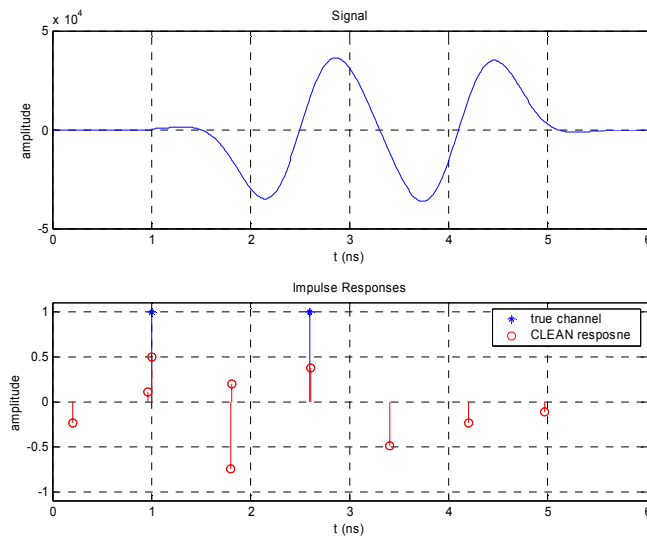 x 10^4
Signal
5
0
-5
amplitude
0 1 2 3 4 5 6
t (ns)
Impulse Responses
1
0.5
0
-0.5
-1
amplitude
true channel
CLEAN resposne
0 1 2 3 4 5 6
t (ns)